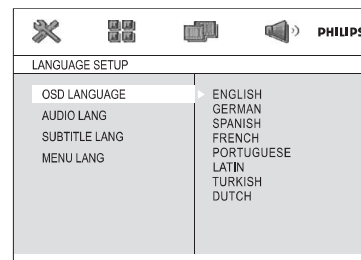 PHILIPS
LANGUAGE SETUP
OSD LANGUAGE
AUDIO LANG
SUBTITLE LANG
MENU LANG
ENGLISH
GERMAN
SPANISH
FRENCH
PORTUGUESE
LATIN
TURKISH
DUTCH